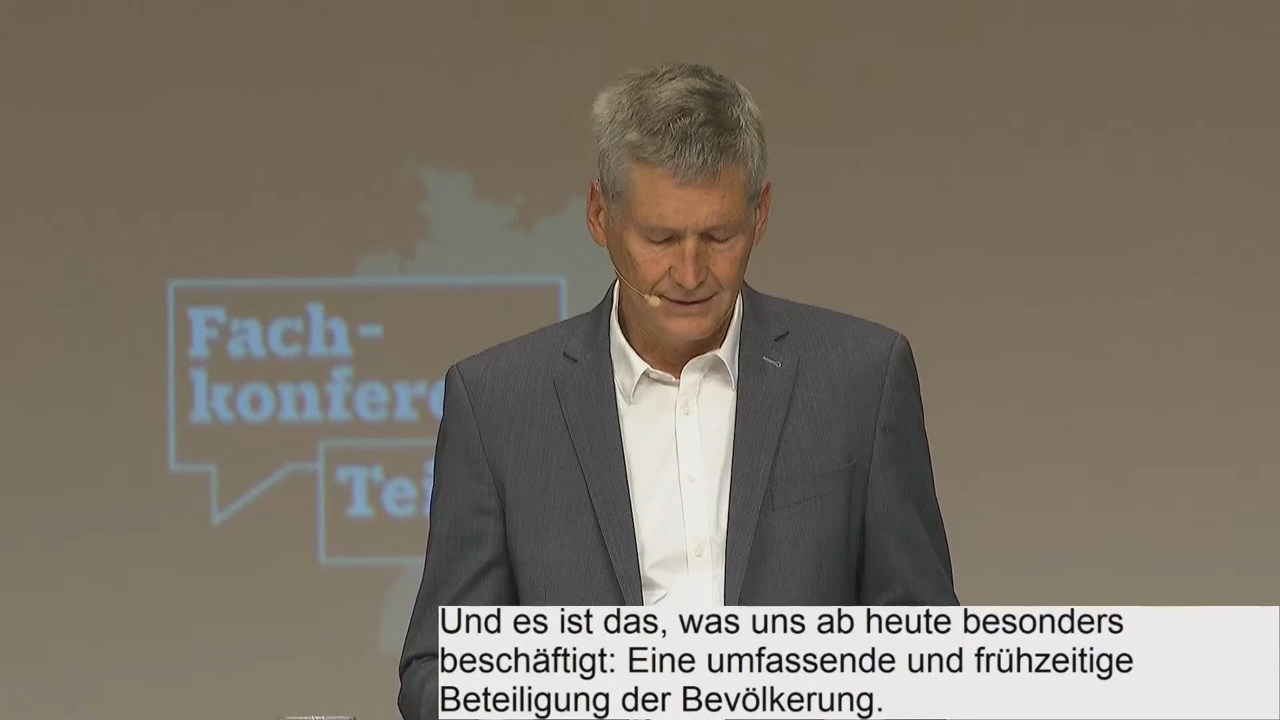 Fach-
konfere
Tei
Und es ist das, was uns ab heute besonders
beschäftigt: Eine umfassende und frühzeitige
Beteiligung der Bevölkerung.